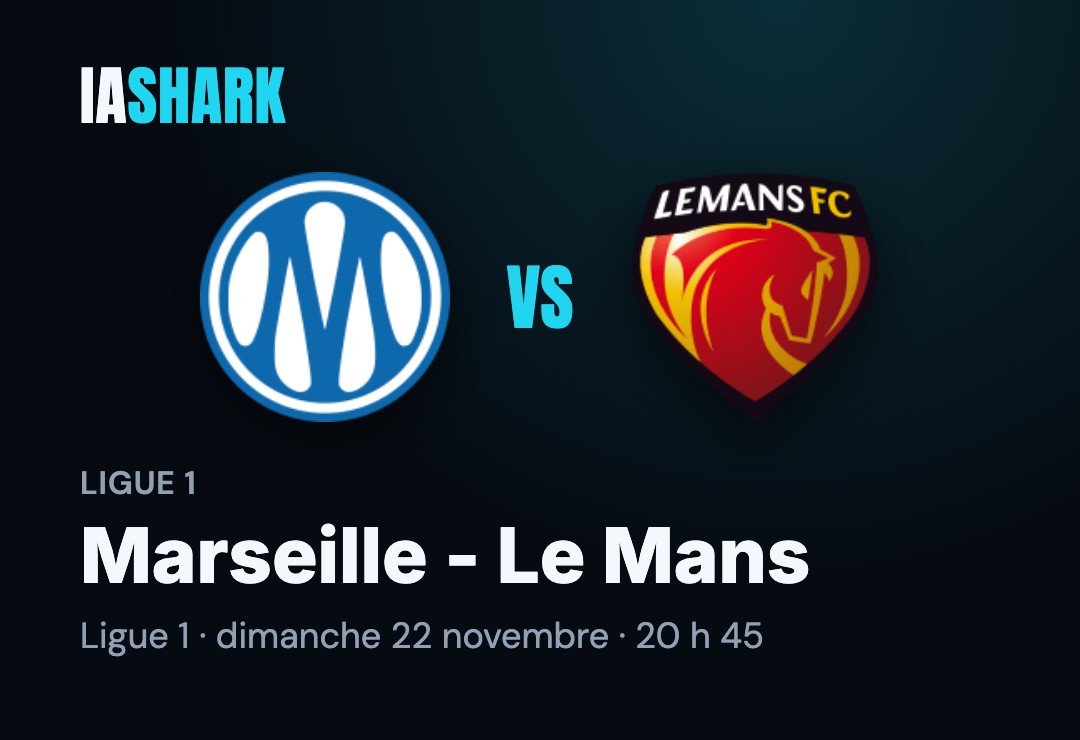 IASHARK
LEMANS FC
VS
LIGUE 1
Marseille - Le Mans
Ligue 1 · dimanche 22 novembre · 20 h 45